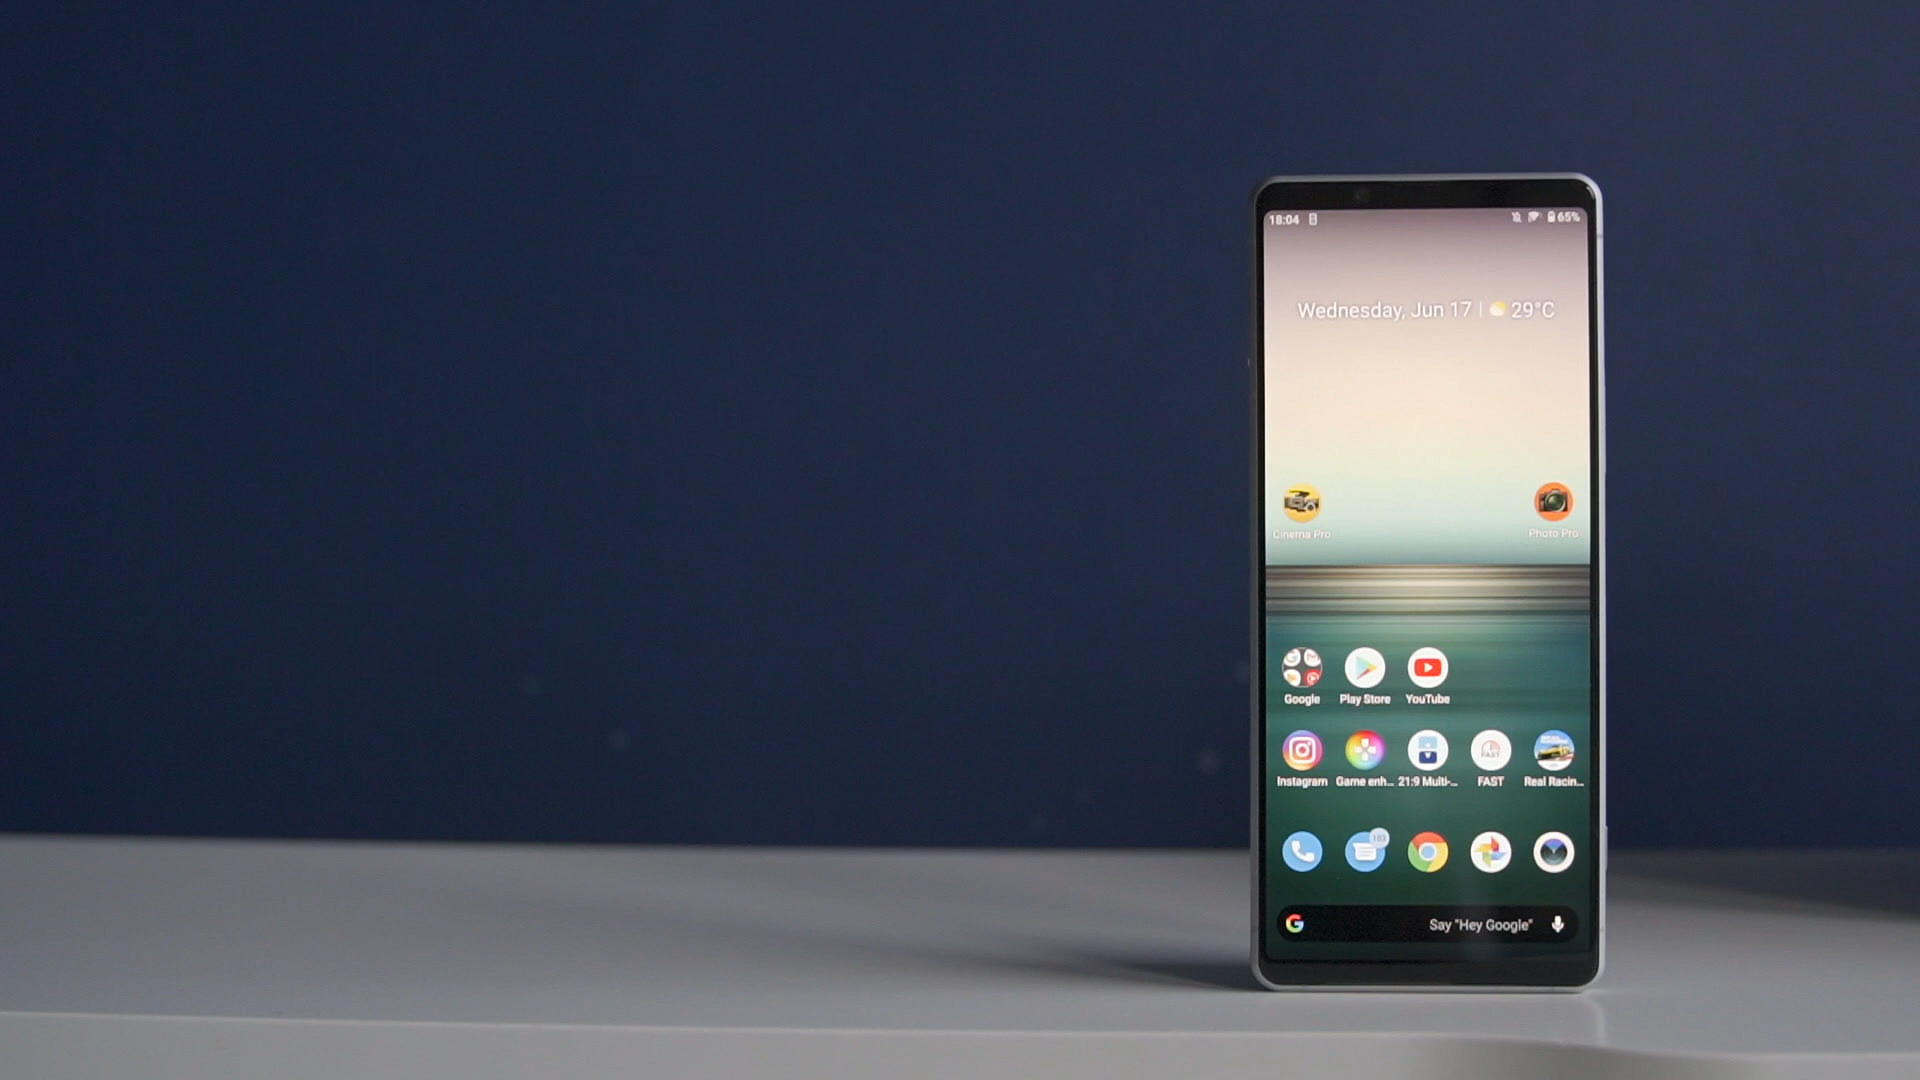 18:04 65%
Wednesday, Jun 17 | 29°C
Cinema Pro Photo Pro
Google Play Store YouTube
Instagram Game enh... 21:9 Multi-... FAST Real Racin...
163
Say "Hey Google"